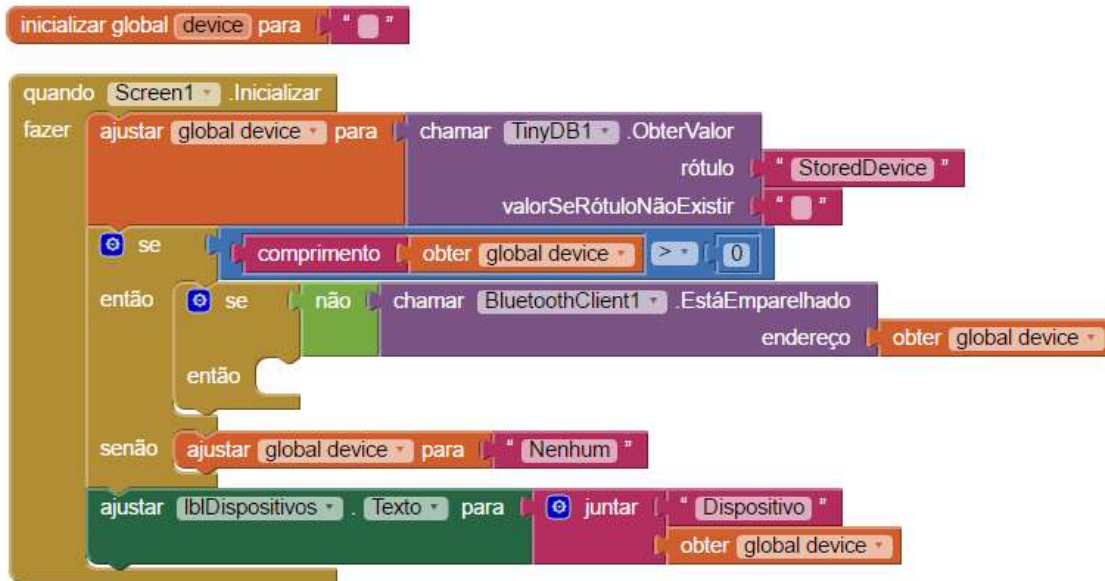 inicializar global device para " "
quando Screen1 .Inicializar
fazer ajustar global device para chamar TinyDB1 .ObterValor
rótulo " StoredDevice "
valorSeRótuloNãoExistir " "
se comprimento obter global device > 0
então se não chamar BluetoothClient1 .EstáEmparelhado
endereço obter global device
então
senão ajustar global device para " Nenhum "
ajustar lblDispositivos . Texto para juntar " Dispositivo "
obter global device